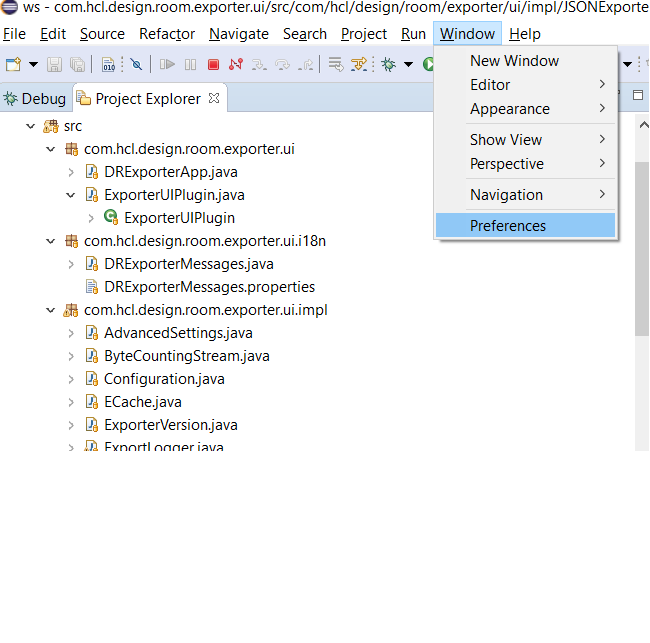 ws - com.hcl.design.room.exporter.ui/src/com/hcl/design/room/exporter/ui/impl/JSONExporte
File Edit Source Refactor Navigate Search Project Run Window Help
New Window
Editor
Appearance
Show View
Perspective
Navigation
Preferences
010
Debug Project Explorer
src
com.hcl.design.room.exporter.ui
DRExporterApp.java
ExporterUIPlugin.java
ExporterUIPlugin
com.hcl.design.room.exporter.ui.i18n
DRExporterMessages.java
DRExporterMessages.properties
com.hcl.design.room.exporter.ui.impl
AdvancedSettings.java
ByteCountingStream.java
Configuration.java
ECache.java
ExporterVersion.java
ExportLogger.java